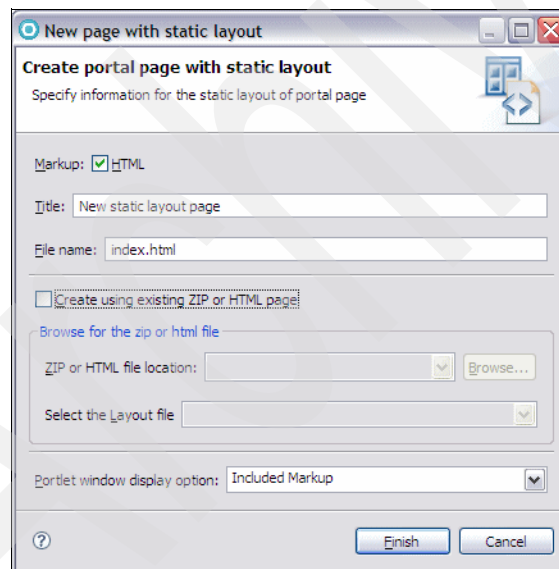 New page with static layout
Create portal page with static layout
Specify information for the static layout of portal page
Markup: HTML
Title: New static layout page
File name: index.html
Create using existing ZIP or HTML page
Browse for the zip or html file
ZIP or HTML file location: Browse...
Select the Layout file
Portlet window display option: Included Markup
Finish Cancel